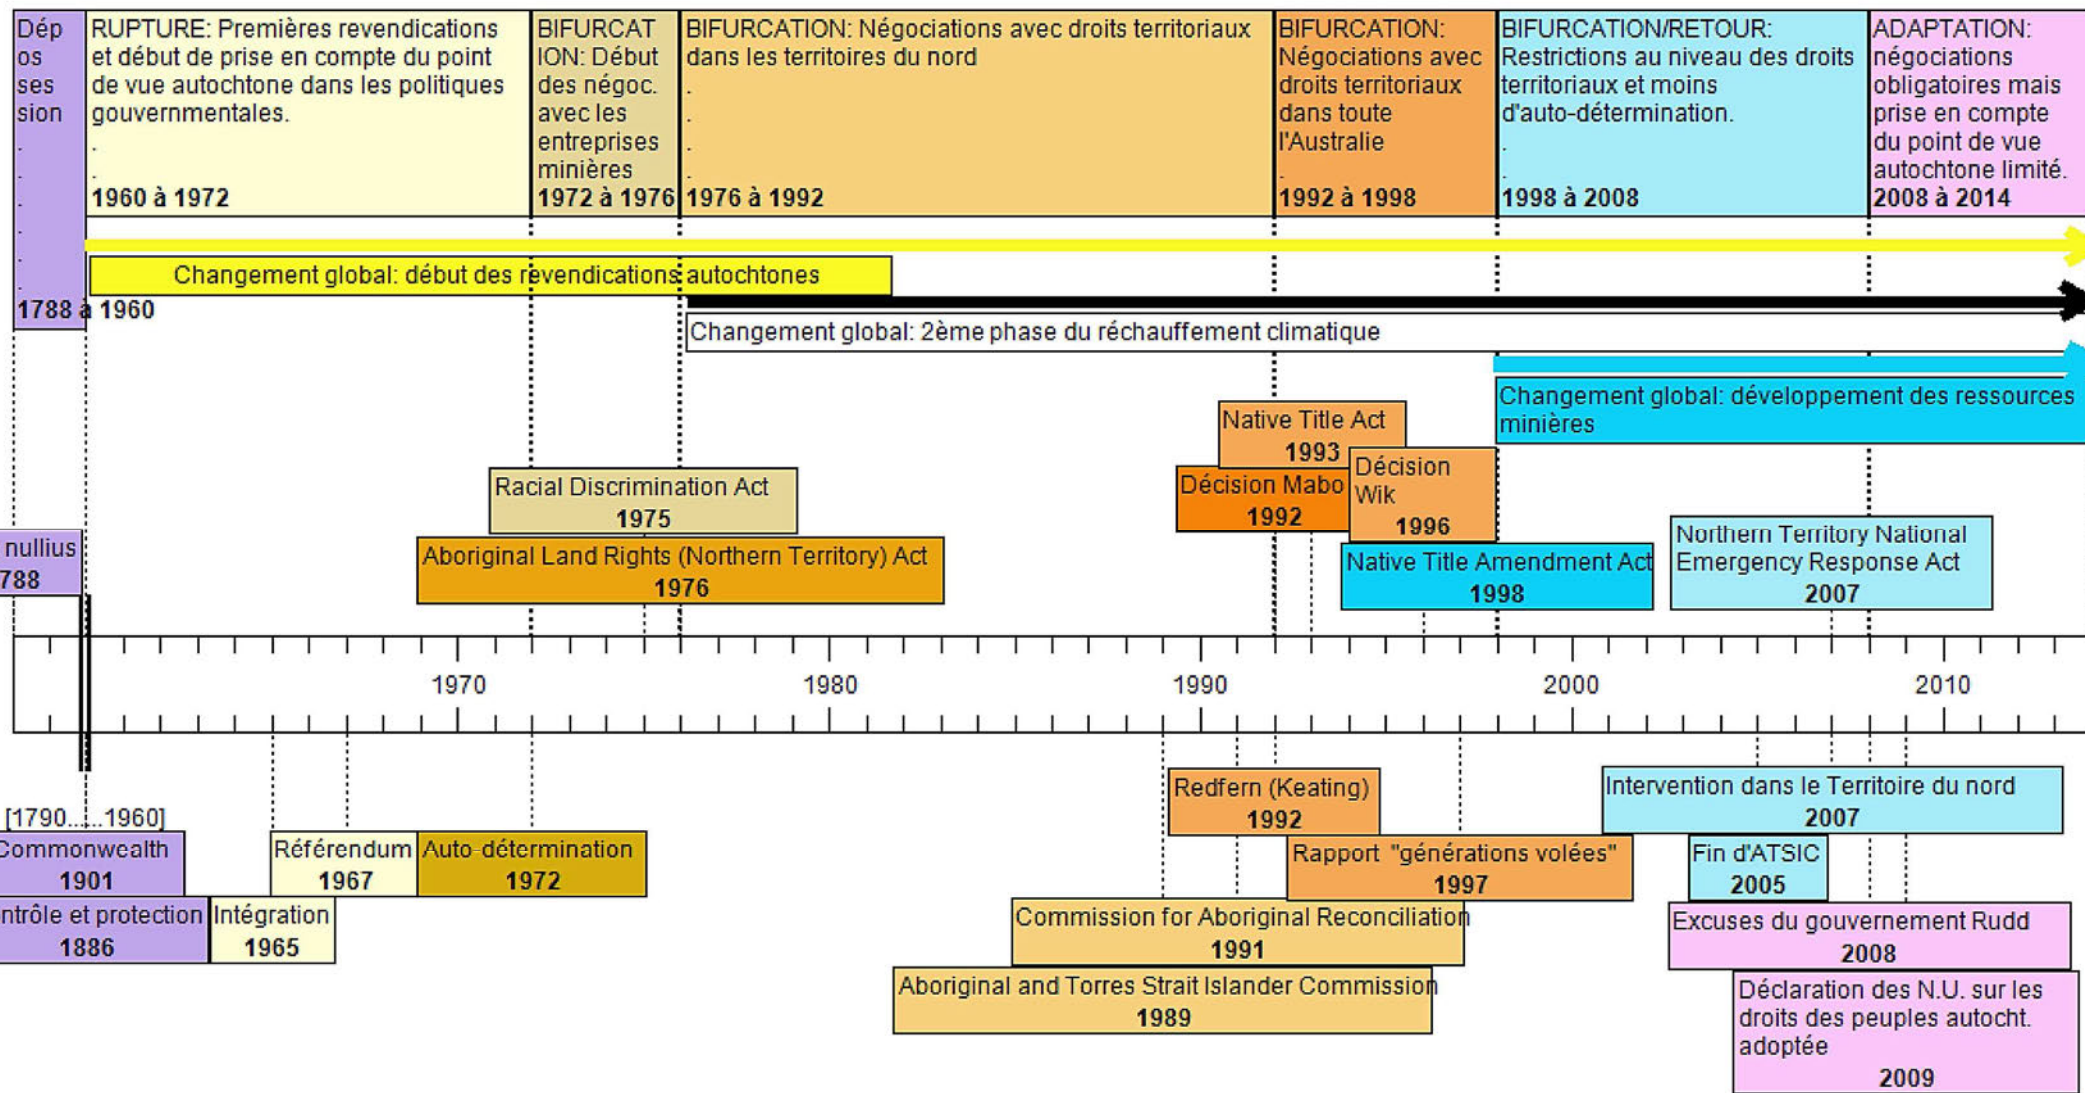 Dép
os
ses
sion
.
.
.
.
.
.
1788 à 1960
RUPTURE: Premières revendications
et début de prise en compte du point
de vue autochtone dans les politiques
gouvernmentales.
.
.
1960 à 1972
BIFURCAT
ION: Début
des négoc.
avec les
entreprises
minières
1972 à 1976
BIFURCATION: Négociations avec droits territoriaux
dans les territoires du nord
.
.
.
.
1976 à 1992
BIFURCATION:
Négociations avec
droits territoriaux
dans toute
l'Australie
.
1992 à 1998
BIFURCATION/RETOUR:
Restrictions au niveau des droits
territoriaux et moins
d'auto-détermination.
.
.
1998 à 2008
ADAPTATION:
négociations
obligatoires mais
prise en compte
du point de vue
autochtone limité.
2008 à 2014
Changement global: début des revendications autochtones
Changement global: 2ème phase du réchauffement climatique
Changement global: développement des ressources
minières
Native Title Act
1993
Décision
Wik
1996
Racial Discrimination Act
1975
Décision Mabo
1992
Aboriginal Land Rights (Northern Territory) Act
1976
Native Title Amendment Act
1998
Northern Territory National
Emergency Response Act
2007
nullius
788
1970 1980 1990 2000 2010
[1790......1960]
Commonwealth
1901
ntrôle et protection
1886
Intégration
1965
Référendum
1967
Auto-détermination
1972
Redfern (Keating)
1992
Rapport "générations volées"
1997
Commission for Aboriginal Reconciliation
1991
Aboriginal and Torres Strait Islander Commission
1989
Intervention dans le Territoire du nord
2007
Fin d'ATSIC
2005
Excuses du gouvernement Rudd
2008
Déclaration des N.U. sur les
droits des peuples autocht.
adoptée
2009